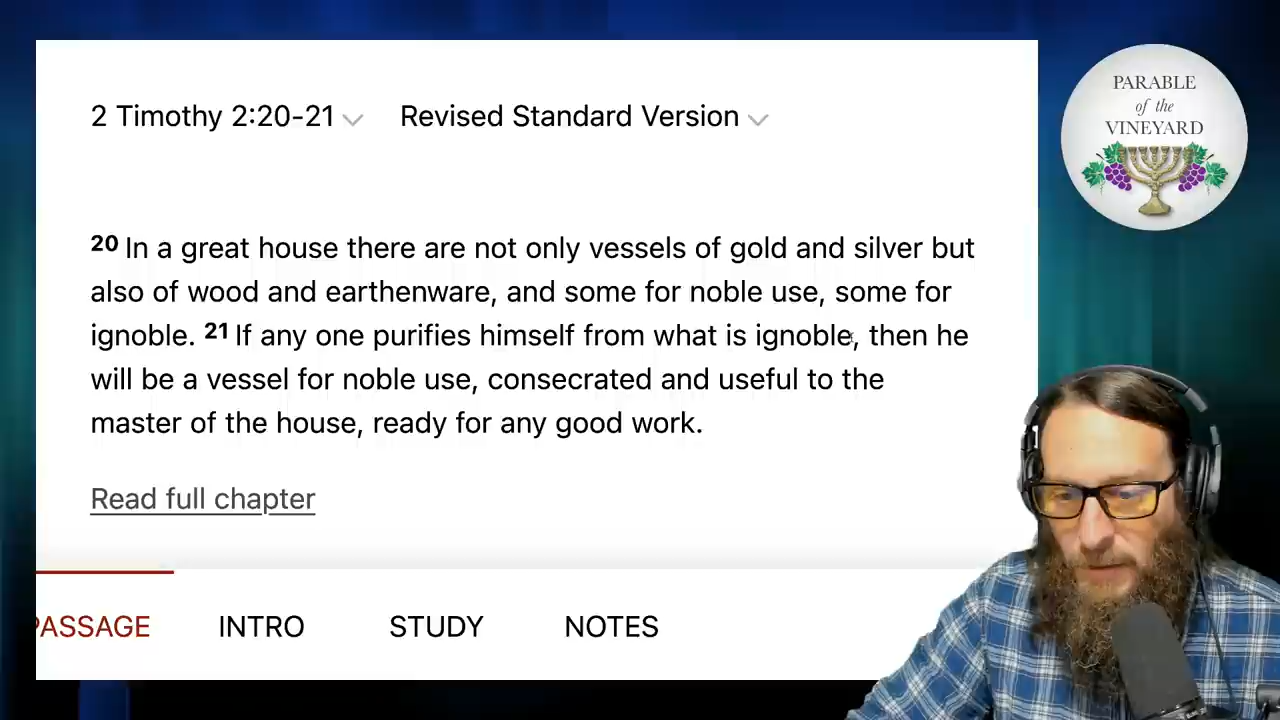 2 Timothy 2:20-21 Revised Standard Version
20 In a great house there are not only vessels of gold and silver but
also of wood and earthenware, and some for noble use, some for
ignoble. 21 If any one purifies himself from what is ignoble, then he
will be a vessel for noble use, consecrated and useful to the
master of the house, ready for any good work.
Read full chapter
PASSAGE INTRO STUDY NOTES
PARABLE
of the
VINEYARD